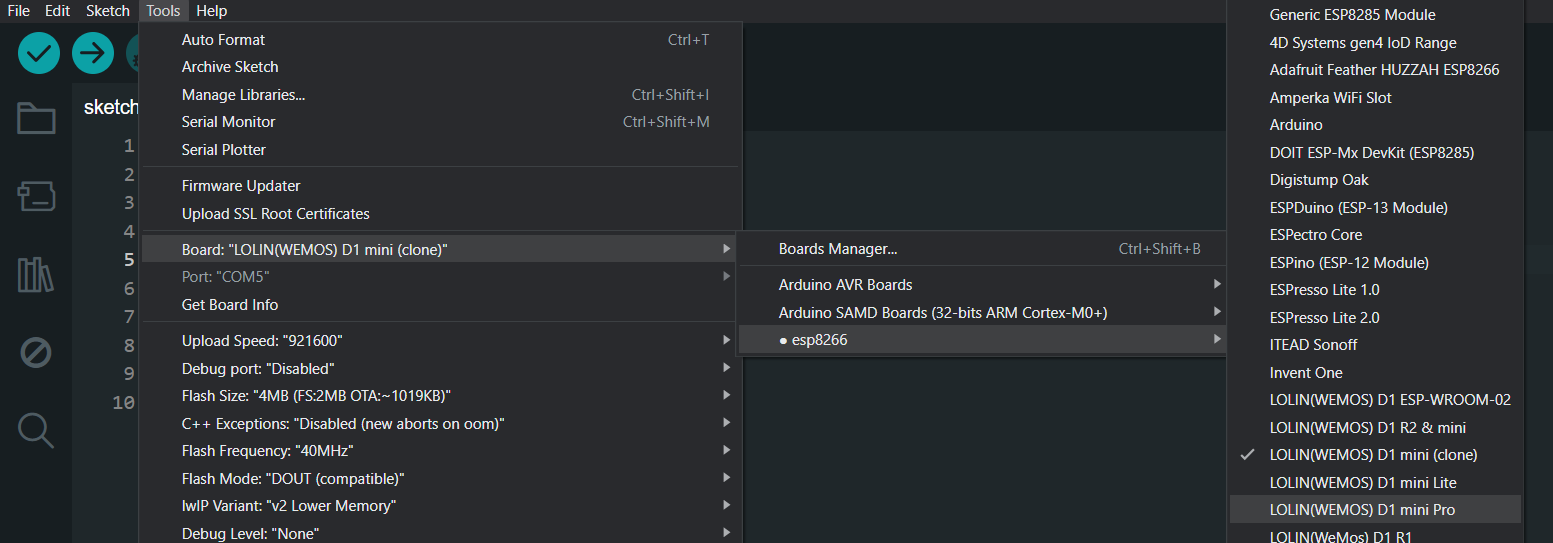 File Edit Sketch Tools Help
sketch
1
2
3
4
5
6
7
8
9
10
Auto Format Ctrl+T
Archive Sketch
Manage Libraries... Ctrl+Shift+I
Serial Monitor Ctrl+Shift+M
Serial Plotter
Firmware Updater
Upload SSL Root Certificates
Board: "LOLIN(WEMOS) D1 mini (clone)"
Port: "COM5"
Get Board Info
Upload Speed: "921600"
Debug port: "Disabled"
Flash Size: "4MB (FS:2MB OTA:~1019KB)"
C++ Exceptions: "Disabled (new aborts on oom)"
Flash Frequency: "40MHz"
Flash Mode: "DOUT (compatible)"
lwIP Variant: "v2 Lower Memory"
Debug Level: "None"
Boards Manager... Ctrl+Shift+B
Arduino AVR Boards
Arduino SAMD Boards (32-bits ARM Cortex-M0+)
● esp8266
Generic ESP8285 Module
4D Systems gen4 IoD Range
Adafruit Feather HUZZAH ESP8266
Amperka WiFi Slot
Arduino
DOIT ESP-Mx DevKit (ESP8285)
Digistump Oak
ESPDuino (ESP-13 Module)
ESPectro Core
ESPino (ESP-12 Module)
ESPresso Lite 1.0
ESPresso Lite 2.0
ITEAD Sonoff
Invent One
LOLIN(WEMOS) D1 ESP-WROOM-02
LOLIN(WEMOS) D1 R2 & mini
LOLIN(WEMOS) D1 mini (clone)
LOLIN(WEMOS) D1 mini Lite
LOLIN(WEMOS) D1 mini Pro
LOLIN(WeMos) D1 R1